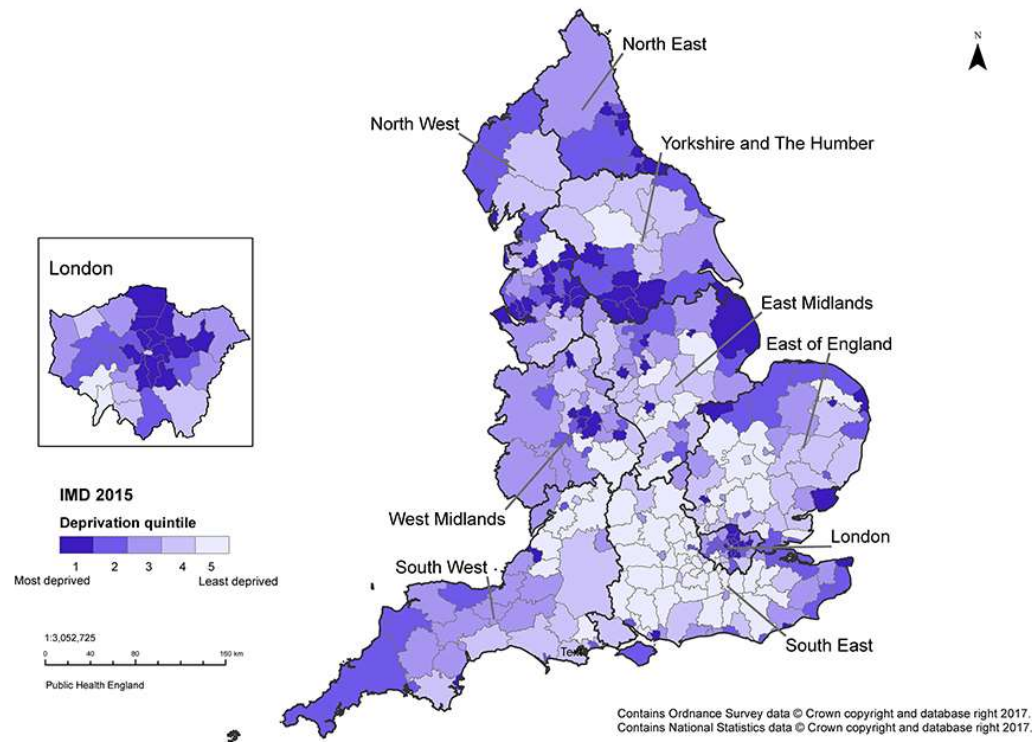 N
North East
North West
Yorkshire and The Humber
London
East Midlands
East of England
IMD 2015
Deprivation quintile
1 2 3 4 5
Most deprived Least deprived
West Midlands
London
South West
South East
1:3,052,725
0 40 80 160 km
Public Health England
Contains Ordnance Survey data © Crown copyright and database right 2017.
Contains National Statistics data © Crown copyright and database right 2017.